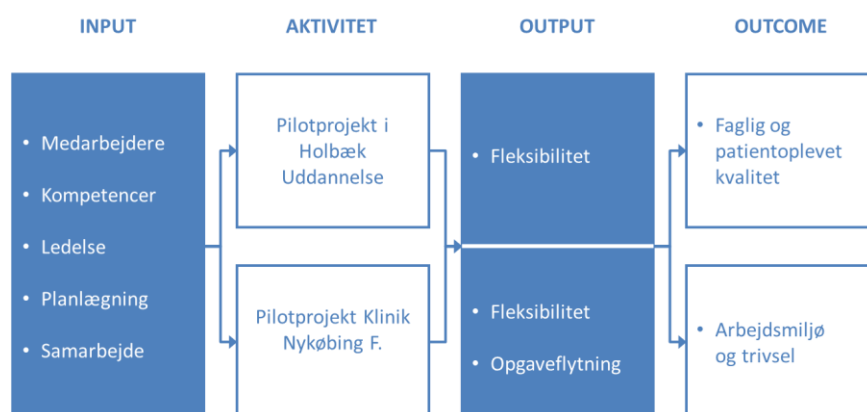 INPUT
AKTIVITET
OUTPUT
OUTCOME
• Medarbejdere
• Kompetencer
• Ledelse
• Planlægning
• Samarbejde
Pilotprojekt i
Holbæk
Uddannelse
Pilotprojekt Klinik
Nykøbing F.
• Fleksibilitet
• Fleksibilitet
• Opgaveflytning
• Faglig og
patientoplevet
kvalitet
• Arbejdsmiljø
og trivsel